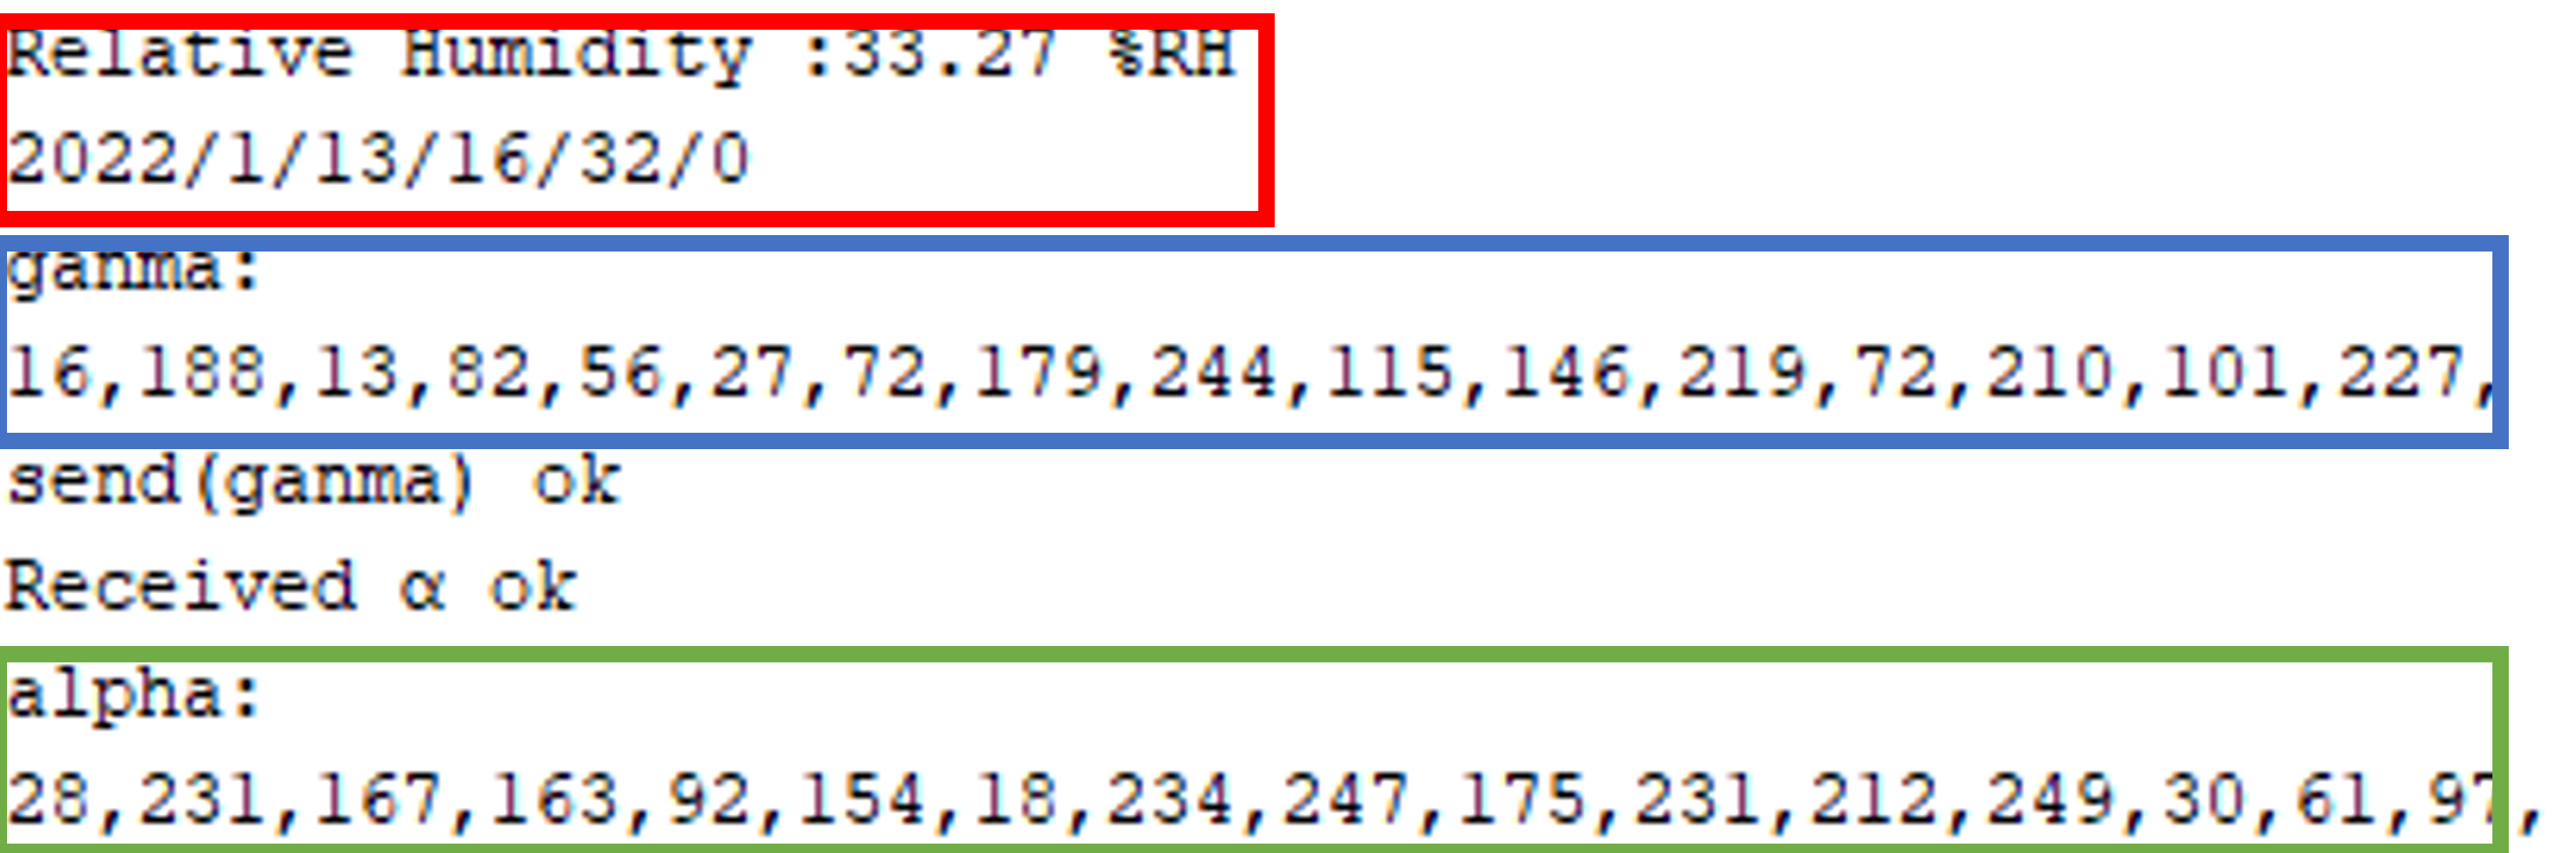 Relative Humidity :33.27 %RH
2022/1/13/16/32/0
ganma:
16,188,13,82,56,27,72,179,244,115,146,219,72,210,101,227,
send(ganma) ok
Received α ok
alpha:
28,231,167,163,92,154,18,234,247,175,231,212,249,30,61,97,